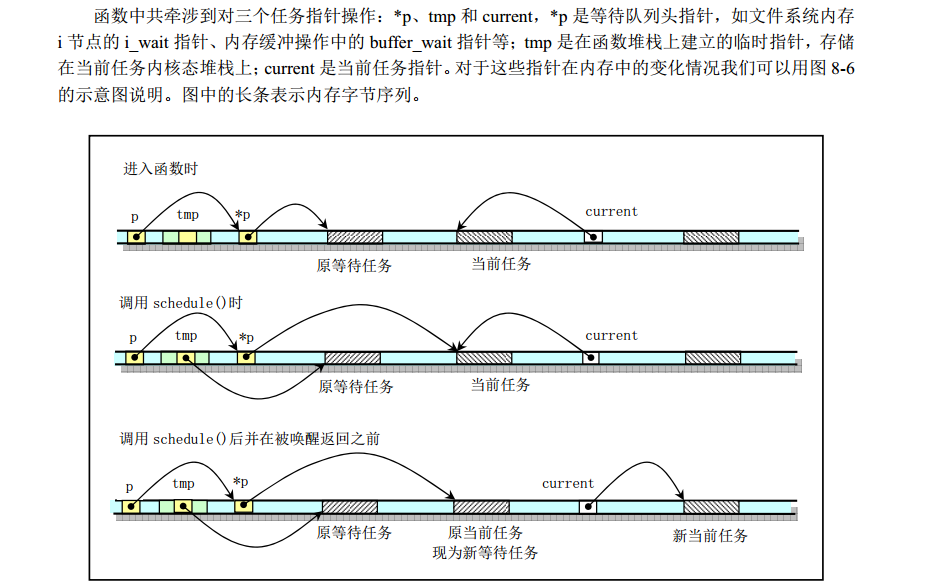 函数中共牵涉到对三个任务指针操作：*p、tmp 和 current，*p 是等待队列头指针，如文件系统内存
i 节点的 i_wait 指针、内存缓冲操作中的 buffer_wait 指针等；tmp 是在函数堆栈上建立的临时指针，存储
在当前任务内核态堆栈上；current 是当前任务指针。对于这些指针在内存中的变化情况我们可以用图 8-6
的示意图说明。图中的长条表示内存字节序列。
进入函数时
p tmp *p current
原等待任务 当前任务
调用 schedule()时
p tmp *p current
原等待任务 当前任务
调用 schedule()后并在被唤醒返回之前
p tmp *p current
原等待任务 原当前任务 新当前任务
现为新等待任务